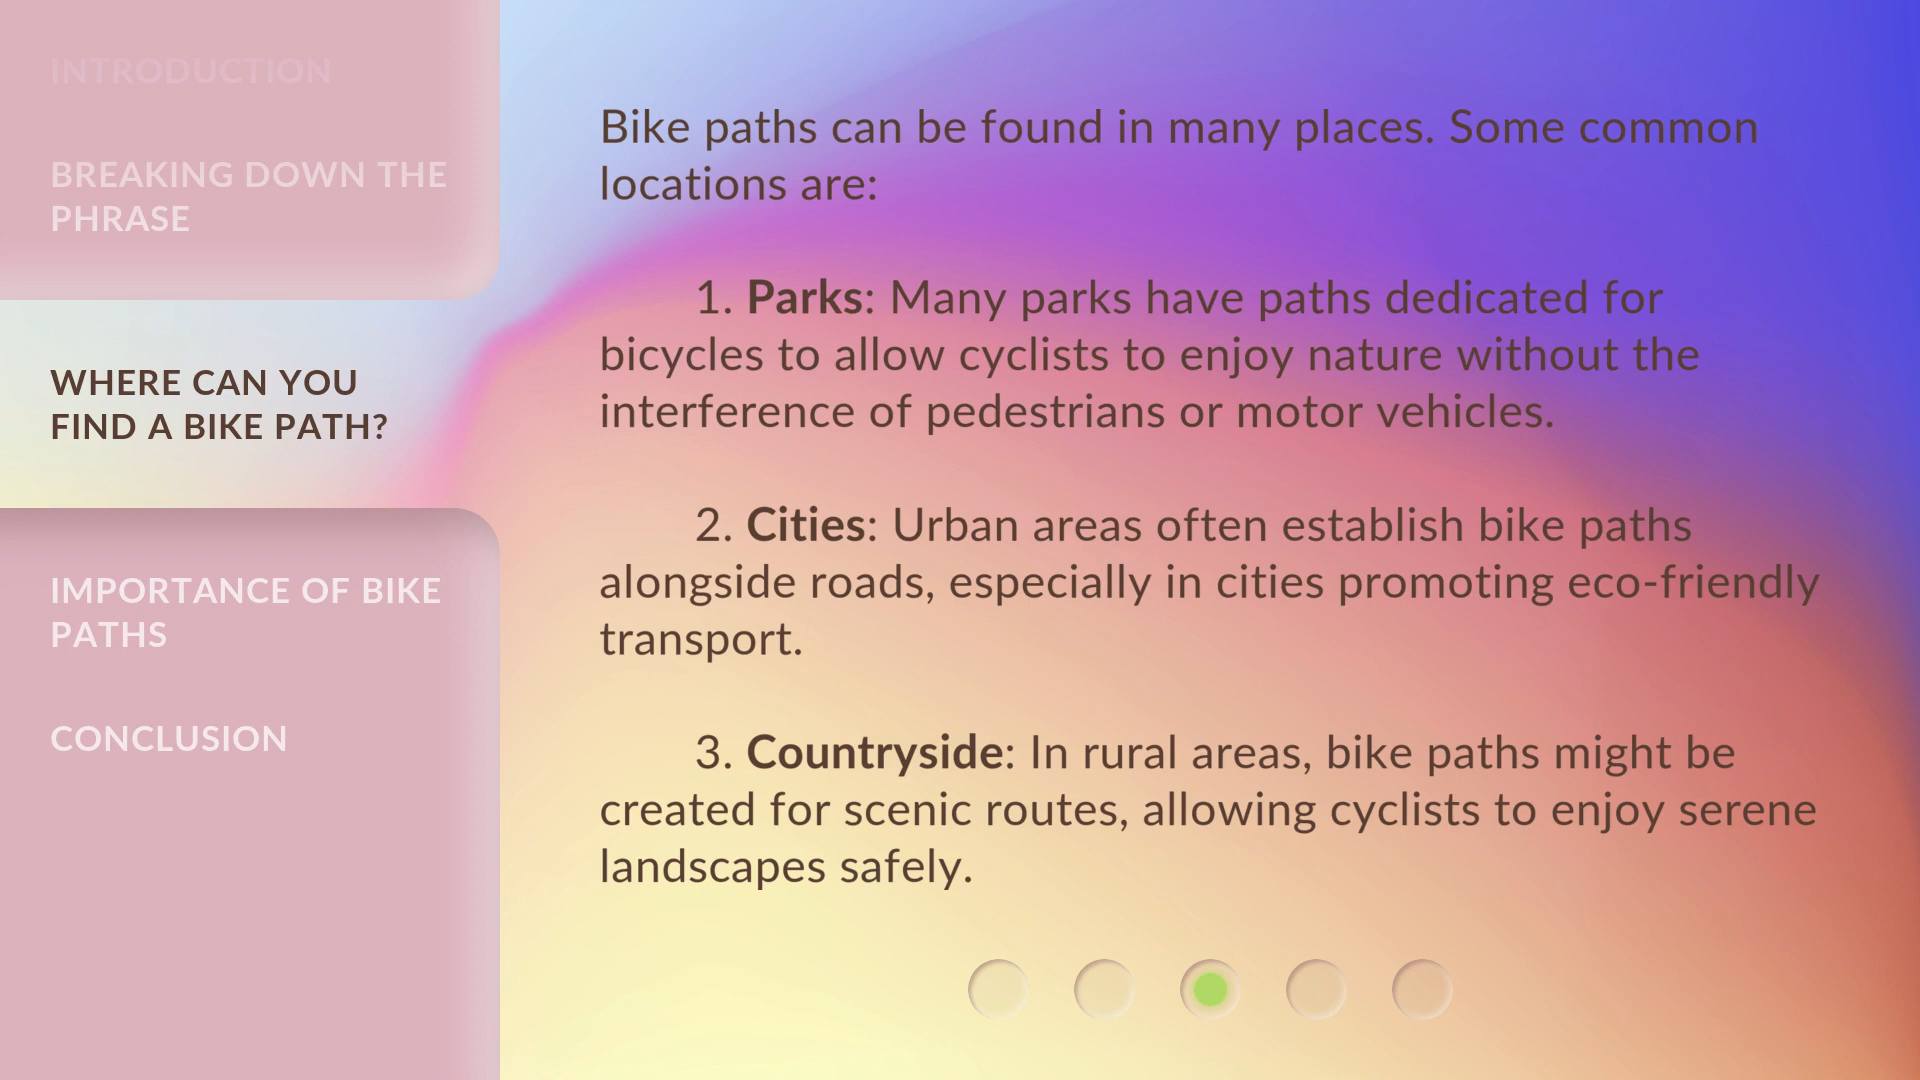 INTRODUCTION
BREAKING DOWN THE
PHRASE
WHERE CAN YOU
FIND A BIKE PATH?
IMPORTANCE OF BIKE
PATHS
CONCLUSION
Bike paths can be found in many places. Some common
locations are:
1. Parks: Many parks have paths dedicated for
bicycles to allow cyclists to enjoy nature without the
interference of pedestrians or motor vehicles.
2. Cities: Urban areas often establish bike paths
alongside roads, especially in cities promoting eco-friendly
transport.
3. Countryside: In rural areas, bike paths might be
created for scenic routes, allowing cyclists to enjoy serene
landscapes safely.